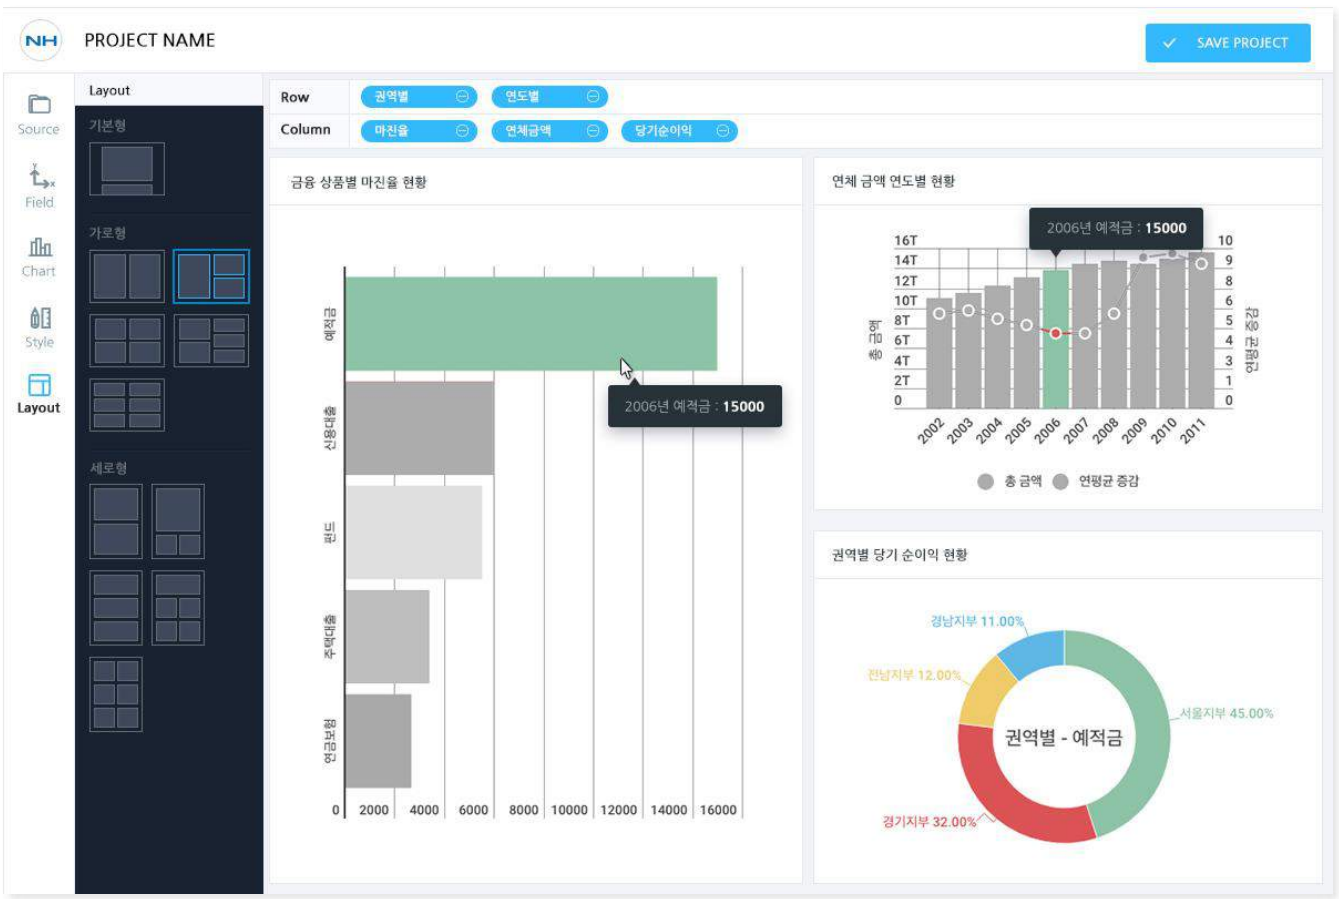 NH PROJECT NAME
SAVE PROJECT
Source
Field
Chart
Style
Layout
Layout
기본형
가로형
세로형
Row 권역별 연도별
Column 마진율 연체금액 당기순이익
금융 상품별 마진율 현황
예적금
신용대출
펀드
주택대출
연금보험
2006년 예적금 : 15000
0 2000 4000 6000 8000 10000 12000 14000 16000
연체 금액 연도별 현황
2006년 예적금 : 15000
총 금액
16T
14T
12T
10T
8T
6T
4T
2T
0
10
9
8
6
5
4
3
1
0
연평균 증감
2002 2003 2004 2005 2006 2007 2008 2009 2010 2011
총 금액 연평균 증감
권역별 당기 순이익 현황
경남지부 11.00%
전남지부 12.00%
서울지부 45.00%
권역별 - 예적금
경기지부 32.00%